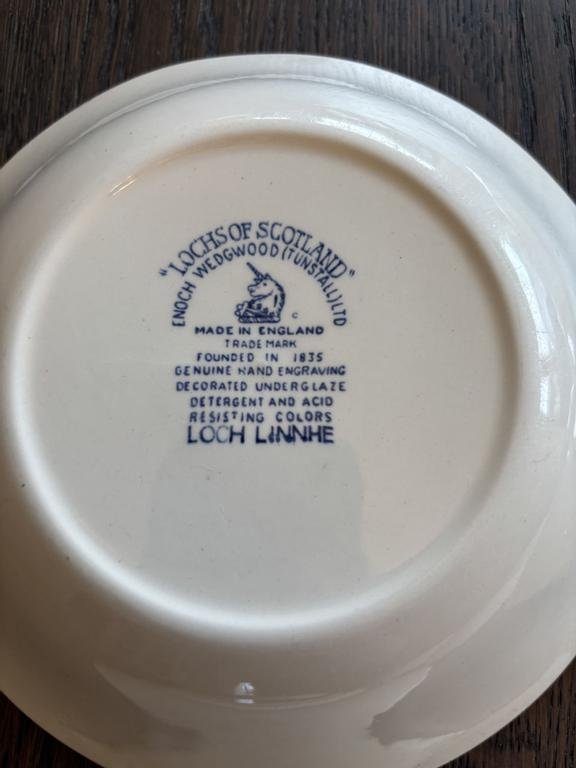 "LOCHS OF SCOTLAND"
ENOCH WEDGWOOD (TUNSTALL) LTD
C
MADE IN ENGLAND
TRADE MARK
FOUNDED IN 1835
GENUINE HAND ENGRAVING
DECORATED UNDERGLAZE
DETERGENT AND ACID
RESISTING COLORS
LOCH LINNHE